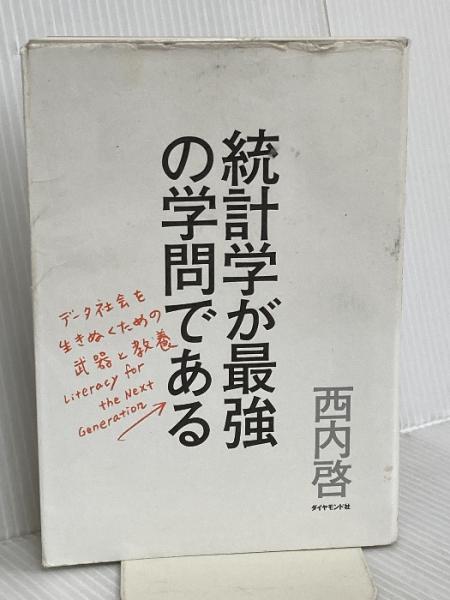 統計学が最強
の学問である
データ社会を
生きぬくための
武器と教養
Literacy for
the Next
Generation
西内啓
ダイヤモンド社